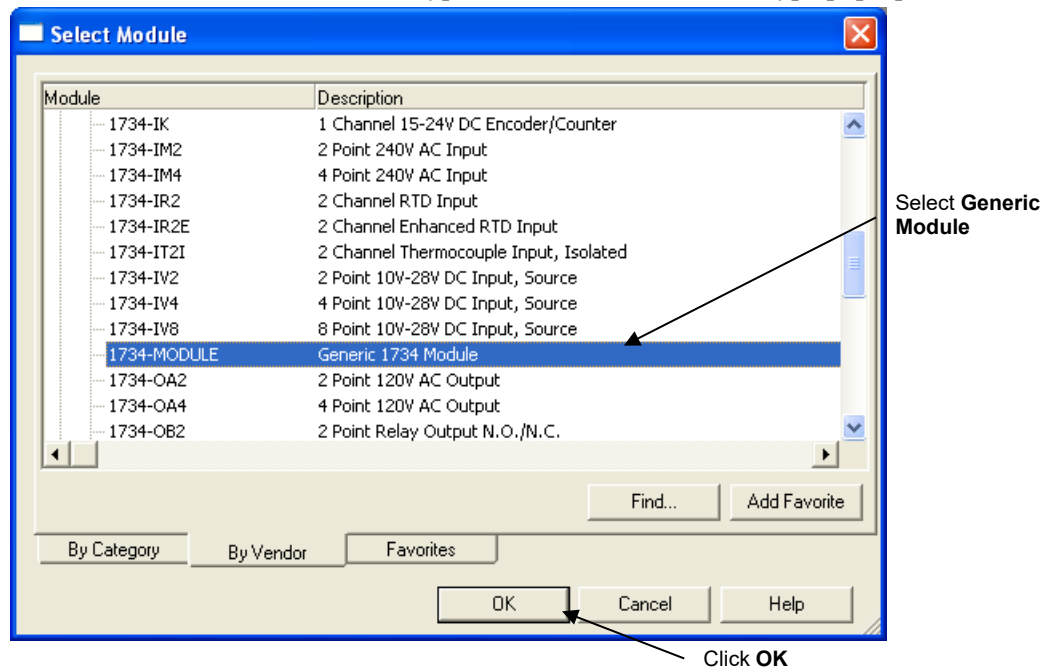 Select Module
Module Description
1734-IK 1 Channel 15-24V DC Encoder/Counter
1734-IM2 2 Point 240V AC Input
1734-IM4 4 Point 240V AC Input
1734-IR2 2 Channel RTD Input
1734-IR2E 2 Channel Enhanced RTD Input
1734-IT2I 2 Channel Thermocouple Input, Isolated
1734-IV2 2 Point 10V-28V DC Input, Source
1734-IV4 4 Point 10V-28V DC Input, Source
1734-IV8 8 Point 10V-28V DC Input, Source
1734-MODULE Generic 1734 Module
1734-OA2 2 Point 120V AC Output
1734-OA4 4 Point 120V AC Output
1734-OB2 2 Point Relay Output N.O./N.C.
Select Generic
Module
Find... Add Favorite
By Category By Vendor Favorites
OK Cancel Help
Click OK